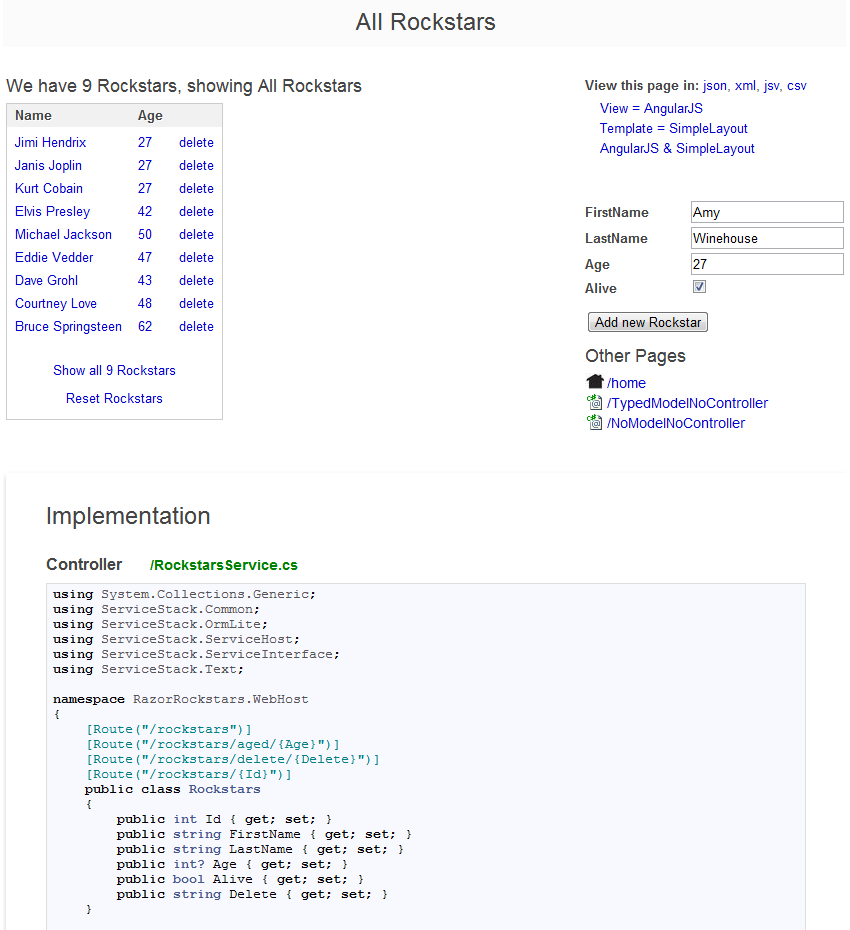 All Rockstars
We have 9 Rockstars, showing All Rockstars
Name Age
Jimi Hendrix 27 delete
Janis Joplin 27 delete
Kurt Cobain 27 delete
Elvis Presley 42 delete
Michael Jackson 50 delete
Eddie Vedder 47 delete
Dave Grohl 43 delete
Courtney Love 48 delete
Bruce Springsteen 62 delete
Show all 9 Rockstars
Reset Rockstars
View this page in: json, xml, jsv, csv
View = AngularJS
Template = SimpleLayout
AngularJS & SimpleLayout
FirstName Amy
LastName Winehouse
Age 27
Alive
Add new Rockstar
Other Pages
/home
/TypedModelNoController
/NoModelNoController
Implementation
Controller /RockstarsService.cs
using System.Collections.Generic;
using ServiceStack.Common;
using ServiceStack.OrmLite;
using ServiceStack.ServiceHost;
using ServiceStack.ServiceInterface;
using ServiceStack.Text;
namespace RazorRockstars.WebHost
{
[Route("/rockstars")]
[Route("/rockstars/aged/{Age}")]
[Route("/rockstars/delete/{Delete}")]
[Route("/rockstars/{Id}")]
public class Rockstars
{
public int Id { get; set; }
public string FirstName { get; set; }
public string LastName { get; set; }
public int? Age { get; set; }
public bool Alive { get; set; }
public string Delete { get; set; }
}